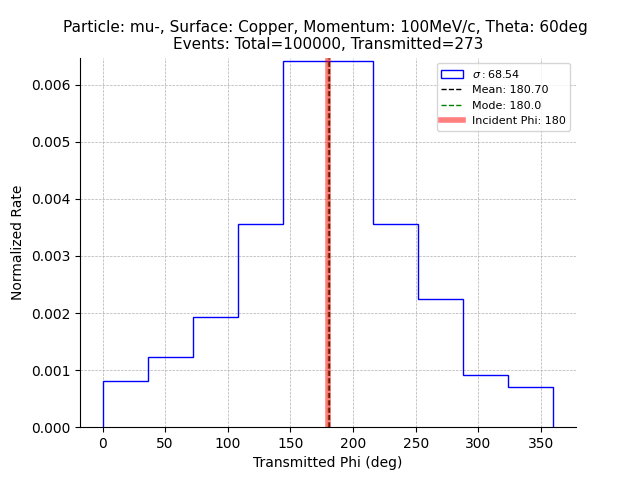 Particle: mu-, Surface: Copper, Momentum: 100MeV/c, Theta: 60deg
Events: Total=100000, Transmitted=273
σ: 68.54
Mean: 180.70
Mode: 180.0
Incident Phi: 180
Normalized Rate
0.006
0.005
0.004
0.003
0.002
0.001
0.000
0 50 100 150 200 250 300 350
Transmitted Phi (deg)